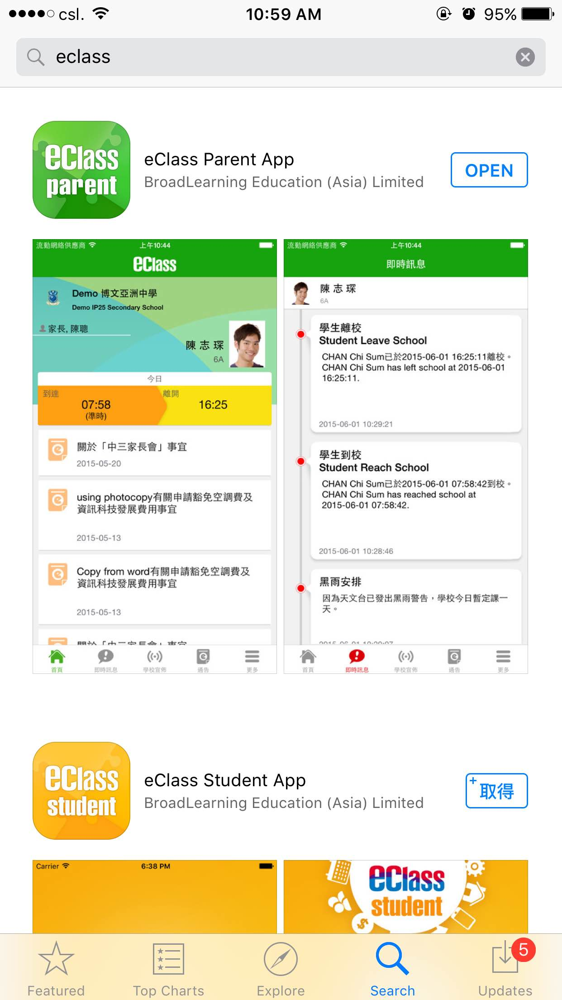 csl. 10:59 AM 95%
eclass
eClass
parent
eClass Parent App
BroadLearning Education (Asia) Limited
OPEN
流動網絡供應商 上午10:44
eClass
Demo 博文亞洲中學
Demo IP25 Secondary School
家長, 陳聰
陳 志 琛
6A
今日
到達
07:58
(準時)
離開
16:25
關於「中三家長會」事宜
2015-05-20
using photocopy有關申請豁免空調費及
資訊科技發展費用事宜
2015-05-13
Copy from word有關申請豁免空調費及
資訊科技發展費用事宜
2015-05-13
關於「中三家長會」事宜
首頁 即時訊息 學校宣佈 通告 更多
流動網絡供應商 上午10:44
即時訊息
陳 志 琛
6A
學生離校
Student Leave School
CHAN Chi Sum已於2015-06-01 16:25:11離校。
CHAN Chi Sum has left school at 2015-06-01
16:25:11.
2015-06-01 10:29:21
學生到校
Student Reach School
CHAN Chi Sum已於2015-06-01 07:58:42到校。
CHAN Chi Sum has reached school at
2015-06-01 07:58:42.
2015-06-01 10:28:46
黑雨安排
因為天文台已發出黑雨警告，學校今日暫定課一
天。
首頁 即時訊息 學校宣佈 通告 更多
eClass
student
eClass Student App
BroadLearning Education (Asia) Limited
+取得
Carrier 6:38 PM
eClass
student
5
Featured Top Charts Explore Search Updates